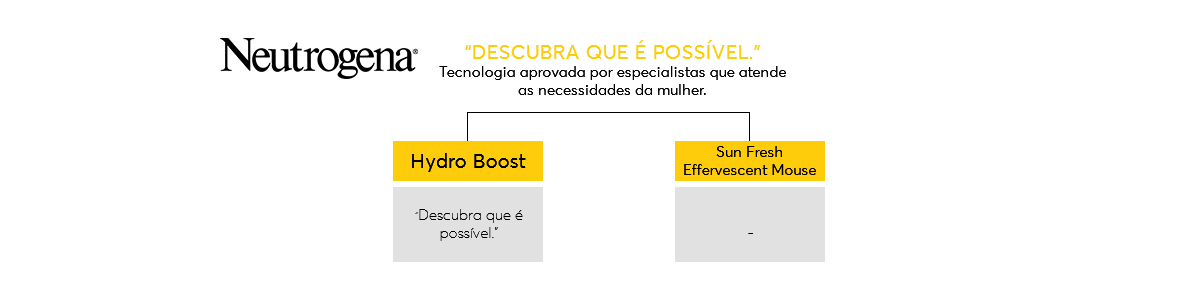 Neutrogena®
“DESCUBRA QUE É POSSÍVEL.”
Tecnologia aprovada por especialistas que atende
as necessidades da mulher.
Hydro Boost
Sun Fresh
Effervescent Mouse
“Descubra que é
possível.”
-